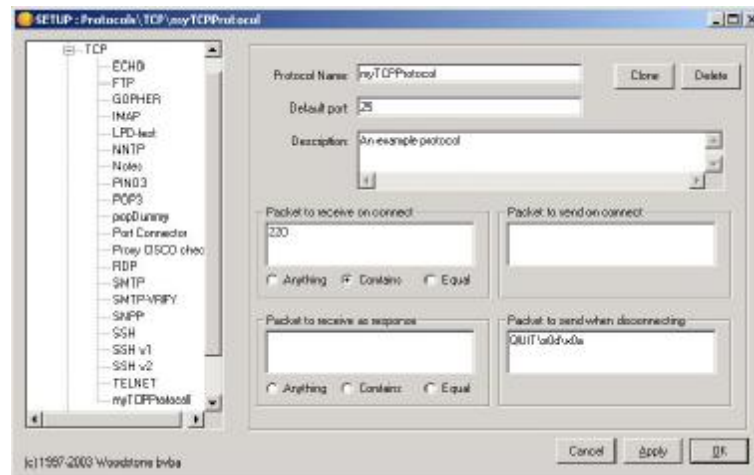 SETUP : Protocols\TCP\myTCPProtocol
TCP
ECHO
FTP
GOPHER
IMAP
LPD-test
NNTP
Notes
PING3
POP3
popDummy
Port Connector
Proxy CISCO chec
RDP
SMTP
SMTP-VRFY
SNPP
SSH
SSH v1
SSH v2
TELNET
myTCPProtocol
Protocol Name: myTCPProtocol
Clone
Delete
Default port: 25
Description: An example protocol
Packet to receive on connect
220
Anything Contains Equal
Packet to send on connect
Packet to receive as response
Anything Contains Equal
Packet to send when disconnecting
QUIT\x0d\x0a
(c)1997-2003 Woodstone bvba
Cancel
Apply
OK